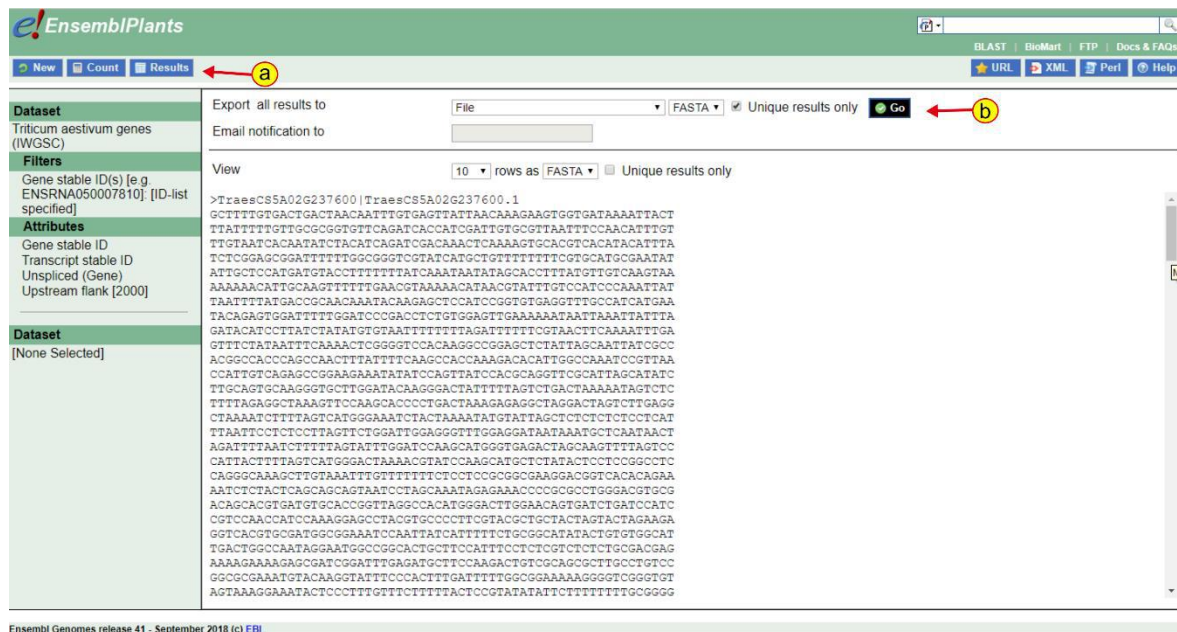 e! EnsemblPlants
BLAST | BioMart | FTP | Docs & FAQs
New Count Results a URL XML Perl Help
Dataset
Triticum aestivum genes
(IWGSC)
Filters
Gene stable ID(s) [e.g.
ENSRNA050007810]: [ID-list
specified]
Attributes
Gene stable ID
Transcript stable ID
Unspliced (Gene)
Upstream flank [2000]
Dataset
[None Selected]
Export all results to File FASTA Unique results only Go b
Email notification to
View 10 rows as FASTA Unique results only
>TraesCS5A02G237600|TraesCS5A02G237600.1
GCTTTTGTGACTGACTAACAATTTGTGAGTTATTAACAAAGAAGTGGTGATAAAATTACT
TTATTTTTGTTGCGCGGTGTTCAGATCACCATCGATTGTGCGTTAATTTCCAACATTTGT
TTGTAATCACAATATCTACATCAGATCGACAAACTCAAAAGTGCACGTCACATACATTTA
TCTCGGAGCGGATTTTTTGGCGGGTCGTATCATGCTGTTTTTTTTCGTGCATGCGAATAT
ATTGCTCCATGATGTACCTTTTTTTATCAAATAATATAGCACCTTTATGTTGTCAAGTAA
AAAAAACATTGCAAGTTTTTTGAACGTAAAAACATAACGTATTTGTCCATCCCAAATTAT
TAATTTTATGACCGCAACAAATACAAGAGCTCCATCCGGTGTGAGGTTTGCCATCATGAA
TACAGAGTGGATTTTTGGATCCCGACCTCTGTGGAGTTGAAAAAATAATTAAATTATTTA
GATACATCCTTATCTATATGTGTAATTTTTTTTAGATTTTTTCGTAACTTCAAAATTTGA
GTTTCTATAATTTCAAAACTCGGGGTCCACAAGGCCGGAGCTCTATTAGCAATTATCGCC
ACGGCCACCCAGCCAACTTTATTTTCAAGCCACCAAAGACACATTGGCCAAATCCGTTAA
CCATTGTCAGAGCCGGAAGAAATATATCCAGTTATCCACGCAGGTTCGCATTAGCATATC
TTGCAGTGCAAGGGTGCTTGGATACAAGGGACTATTTTTAGTCTGACTAAAAATAGTCTC
TTTTAGAGGCTAAAGTTCCAAGCACCCCTGACTAAAGAGAGGCTAGGACTAGTCTTGAGG
CTAAAATCTTTTAGTCATGGGAAATCTACTAAAATATGTATTAGCTCTCTCTCTCCTCAT
TTAATTCCTCTCCTTAGTTCTGGATTGGAGGGTTTGGAGGATAATAAATGCTCAATAACT
AGATTTTAATCTTTTTAGTATTTGGATCCAAGCATGGGTGAGACTAGCAAGTTTTAGTCC
CATTACTTTTAGTCATGGGACTAAAACGTATCCAAGCATGCTCTATACTCCTCCGGCCTC
CAGGGCAAAGCTTGTAAATTTGTTTTTTTCTCCTCCGCGGCGAAGGACGGTCACACAGAA
AATCTCTACTCAGCAGCAGTAATCCTAGCAAATAGAGAAACCCCGCGCCTGGGACGTGCG
ACAGCACGTGATGTGCACCGGTTAGGCCACATGGGACTTGGAACAGTGATCTGATCCATC
CGTCCAACCATCCAAAGGAGCCTACGTGCCCCTTCGTACGCTGCTACTAGTACTAGAAGA
GGTCACGTGCGATGGCGGAAATCCAATTATCATTTTTCTGCGGCATATACTGTGTGGCAT
TGACTGGCCAATAGGAATGGCCGGCACTGCTTCCATTTCCTCTCGTCTCTCTGCGACGAG
AAAAGAAAAGAGCGATCGGATTTGAGATGCTTCCAAGACTGTCGCAGCGCTTGCCTGTCC
GGCGCGAAATGTACAAGGTATTTCCCACTTTGATTTTTGGCGGAAAAAGGGGTCGGGTGT
AGTAAAGGAAATACTCCCTTTGTTTCTTTTTACTCCGTATATATTCTTTTTTTTTGCGGGG
Ensembl Genomes release 41 - September 2018 (c) EBI